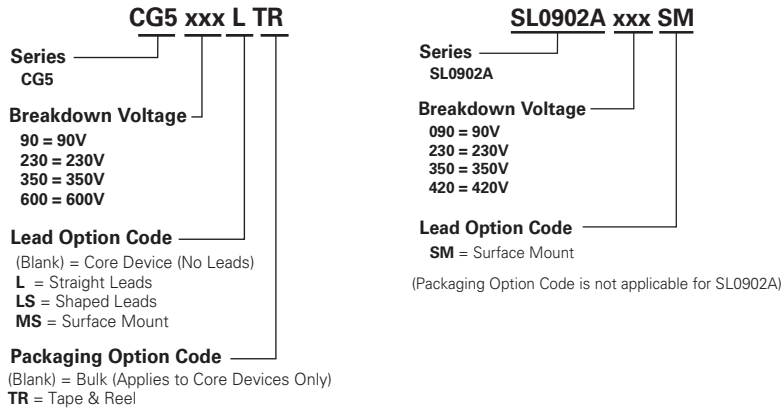 CG5 xxx L TR
Series
CG5
Breakdown Voltage
90 = 90V
230 = 230V
350 = 350V
600 = 600V
Lead Option Code
(Blank) = Core Device (No Leads)
L = Straight Leads
LS = Shaped Leads
MS = Surface Mount
Packaging Option Code
(Blank) = Bulk (Applies to Core Devices Only)
TR = Tape & Reel
SL0902A xxx SM
Series
SL0902A
Breakdown Voltage
090 = 90V
230 = 230V
350 = 350V
420 = 420V
Lead Option Code
SM = Surface Mount
(Packaging Option Code is not applicable for SL0902A)